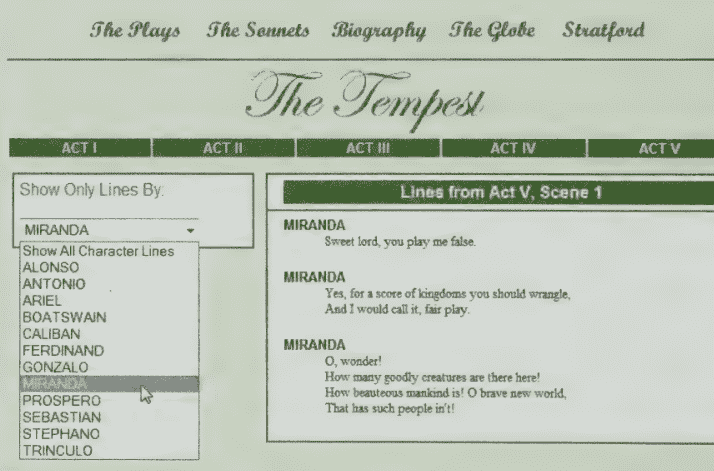 The Plays The Sonnets Biography The Globe Stratford
The Tempest
ACT I ACT II ACT III ACT IV ACT V
Show Only Lines By:
MIRANDA
Show All Character Lines
ALONSO
ANTONIO
ARIEL
BOATSWAIN
CALIBAN
FERDINAND
GONZALO
MIRANDA
PROSPERO
SEBASTIAN
STEPHANO
TRINCULO
Lines from Act V, Scene 1
MIRANDA
Sweet lord, you play me false.
MIRANDA
Yes, for a score of kingdoms you should wrangle,
And I would call it, fair play.
MIRANDA
O, wonder!
How many goodly creatures are there here!
How beauteous mankind is! O brave new world,
That has such people in't!